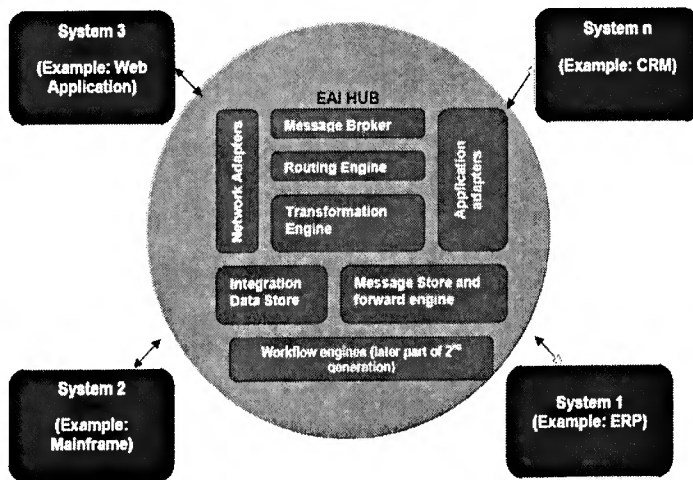 System 3
(Example: Web
Application)
System n
(Example: CRM)
EAI HUB
Network Adapters
Message Broker
Routing Engine
Transformation
Engine
Application
adapters
Integration
Data Store
Message Store and
forward engine
Workflow engines (later part of 2nd
generation)
System 2
(Example:
Mainframe)
System 1
(Example: ERP)